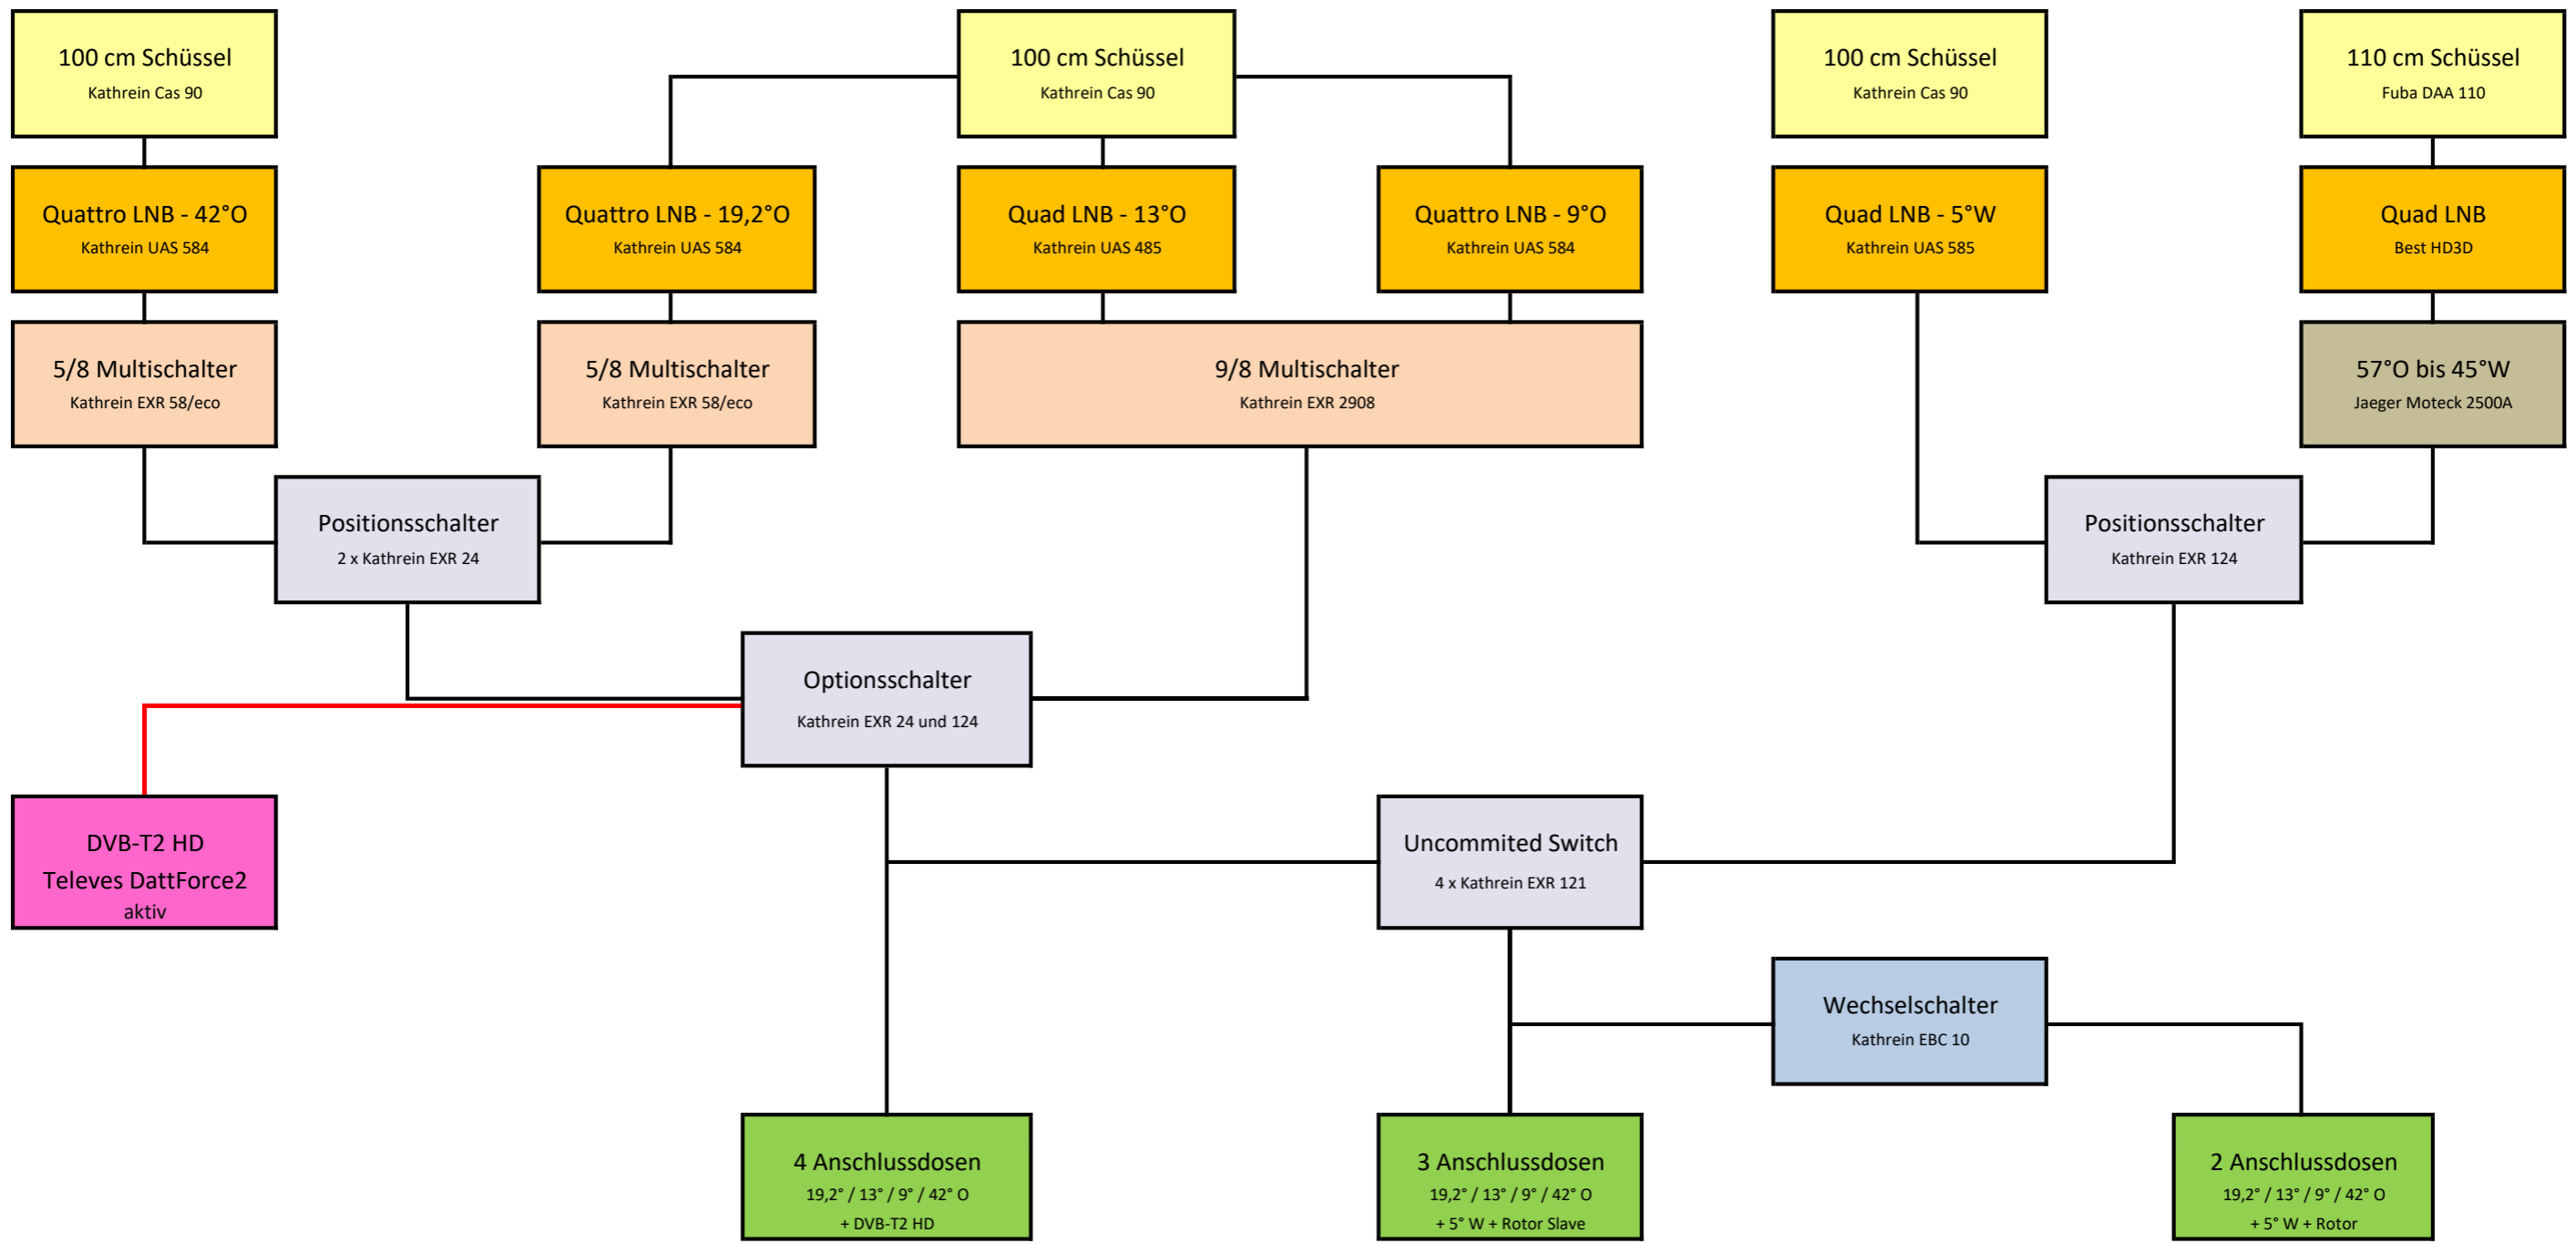 100 cm Schüssel
Kathrein Cas 90
100 cm Schüssel
Kathrein Cas 90
100 cm Schüssel
Kathrein Cas 90
110 cm Schüssel
Fuba DAA 110
Quattro LNB - 42°O
Kathrein UAS 584
Quattro LNB - 19,2°O
Kathrein UAS 584
Quad LNB - 13°O
Kathrein UAS 485
Quattro LNB - 9°O
Kathrein UAS 584
Quad LNB - 5°W
Kathrein UAS 585
Quad LNB
Best HD3D
5/8 Multischalter
Kathrein EXR 58/eco
5/8 Multischalter
Kathrein EXR 58/eco
9/8 Multischalter
Kathrein EXR 2908
57°O bis 45°W
Jaeger Moteck 2500A
Positionsschalter
2 x Kathrein EXR 24
Positionsschalter
Kathrein EXR 124
Optionsschalter
Kathrein EXR 24 und 124
DVB-T2 HD
Televes DattForce2
aktiv
Uncommited Switch
4 x Kathrein EXR 121
Wechselschalter
Kathrein EBC 10
4 Anschlussdosen
19,2° / 13° / 9° / 42° O
+ DVB-T2 HD
3 Anschlussdosen
19,2° / 13° / 9° / 42° O
+ 5° W + Rotor Slave
2 Anschlussdosen
19,2° / 13° / 9° / 42° O
+ 5° W + Rotor